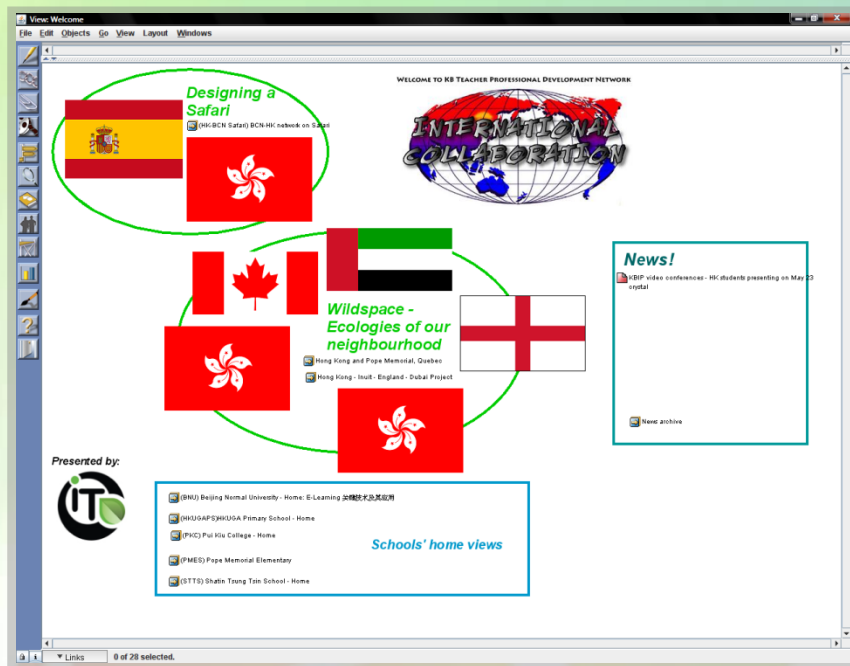 View: Welcome
File Edit Objects Go View Layout Windows
Designing a
Safari
(HK-BCN Safari) BCN-HK network on Safari
WELCOME TO KB TEACHER PROFESSIONAL DEVELOPMENT NETWORK
INTERNATIONAL
COLLABORATION
Wildspace -
Ecologies of our
neighbourhood
Hong Kong and Pope Memorial, Quebec
Hong Kong - Inuit - England - Dubai Project
News!
KBIP video conferences - HK students presenting on May 23
crystal
News archive
Presented by:
iT
(BNU) Beijing Normal University - Home: E-Learning 关键技术及其应用
(HKUGAPS)HKUGA Primary School - Home
(PKC) Pui Kiu College - Home
(PMES) Pope Memorial Elementary
(STTS) Shatin Tsung Tsin School - Home
Schools' home views
Links 0 of 28 selected.